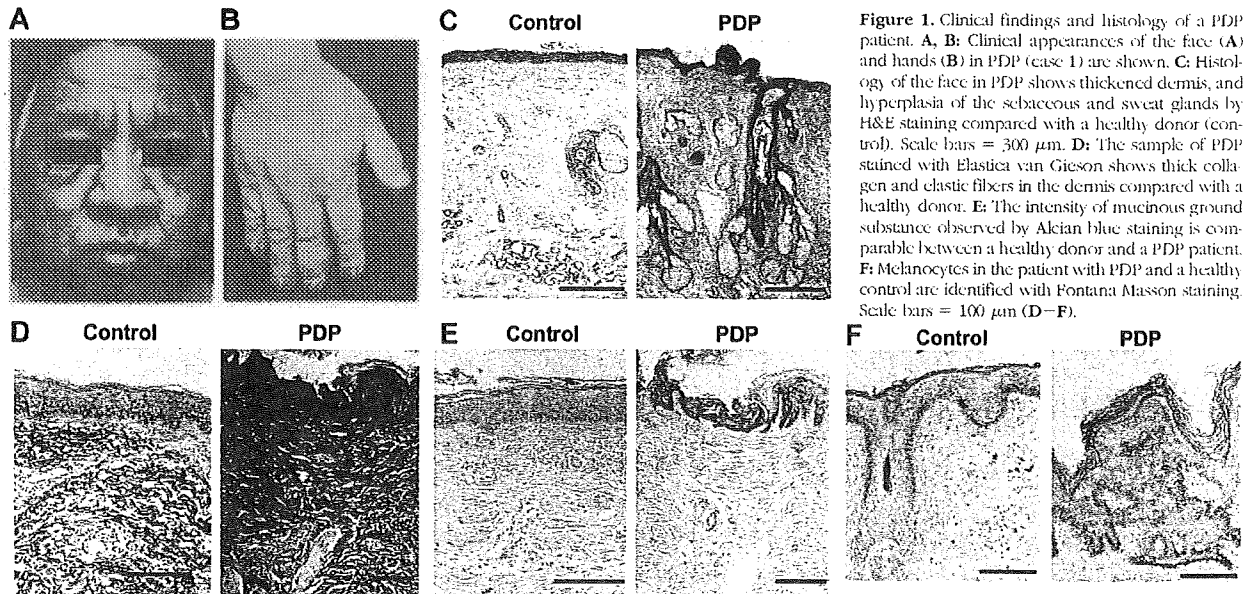 A
B
C
Control
PDP
Figure 1. Clinical findings and histology of a PDP
patient. A, B: Clinical appearances of the face (A)
and hands (B) in PDP (case 1) are shown. C: Histol-
ogy of the face in PDP shows thickened dermis, and
hyperplasia of the sebaceous and sweat glands by
H&E staining compared with a healthy donor (con-
trol). Scale bars = 300 μm. D: The sample of PDP
stained with Elastica van Gieson shows thick colla-
gen and elastic fibers in the dermis compared with a
healthy donor. E: The intensity of mucinous ground
substance observed by Alcian blue staining is com-
parable between a healthy donor and a PDP patient.
F: Melanocytes in the patient with PDP and a healthy
control are identified with Fontana Masson staining.
Scale bars = 100 μm (D–F).
D
Control
PDP
E
Control
PDP
F
Control
PDP